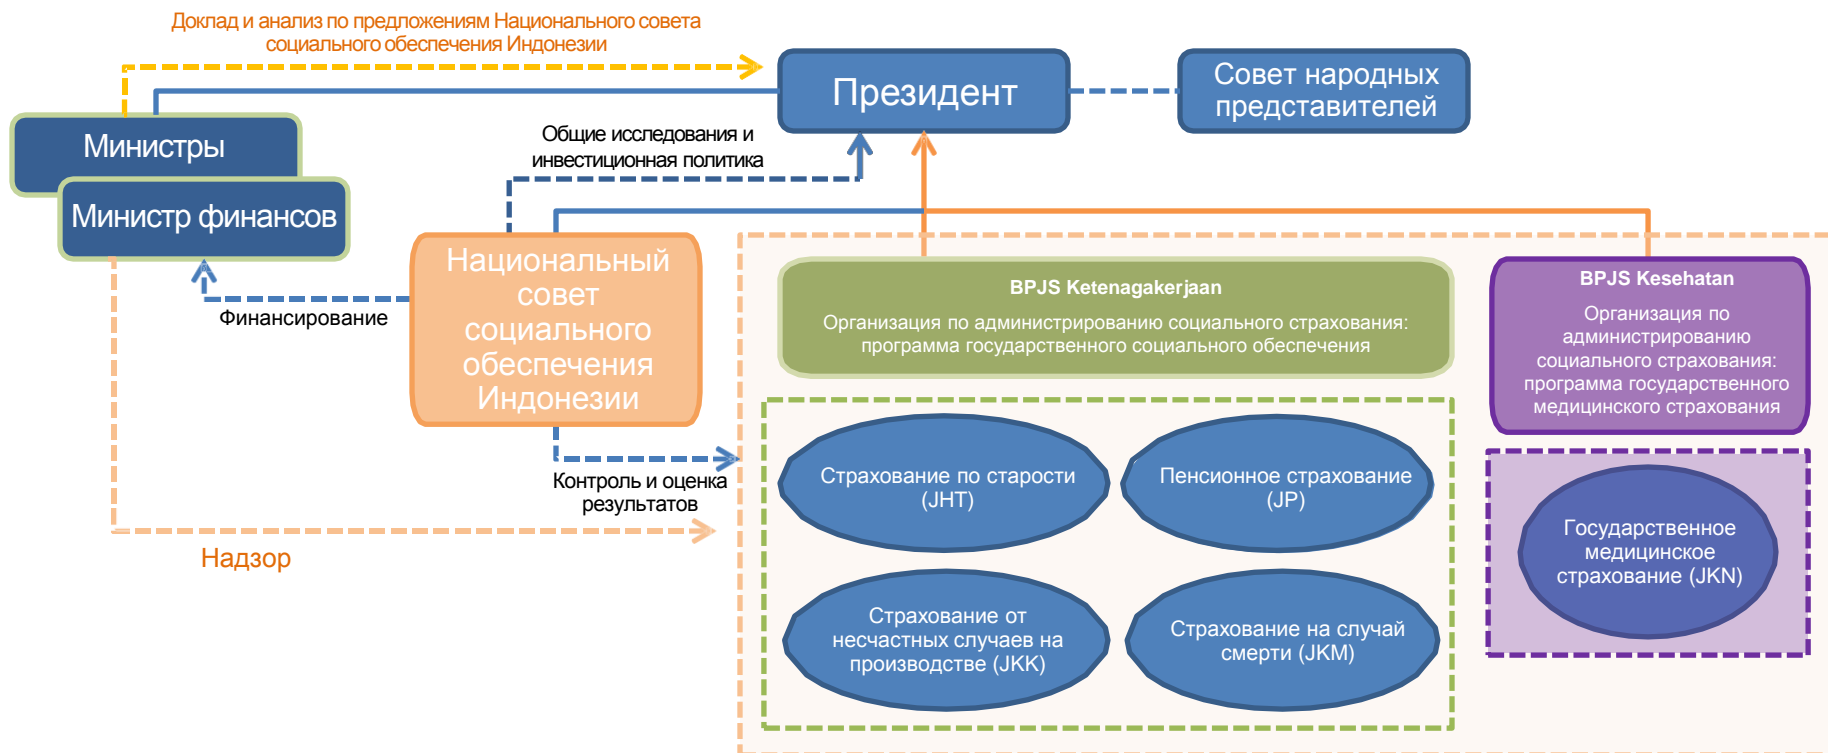 Доклад и анализ по предложениям Национального совета
социального обеспечения Индонезии
Президент
Совет народных
представителей
Министры
Министр финансов
Общие исследования и
инвестиционная политика
Национальный
совет
социального
обеспечения
Индонезии
Финансирование
BPJS Ketenagakerjaan
Организация по администрированию социального страхования:
программа государственного социального обеспечения
BPJS Kesehatan
Организация по
администрированию
социального страхования:
программа государственного
медицинского страхования
Контроль и оценка
результатов
Надзор
Страхование по старости
(JHT)
Пенсионное страхование
(JP)
Страхование от
несчастных случаев на
производстве (JKK)
Страхование на случай
смерти (JKM)
Государственное
медицинское
страхование (JKN)